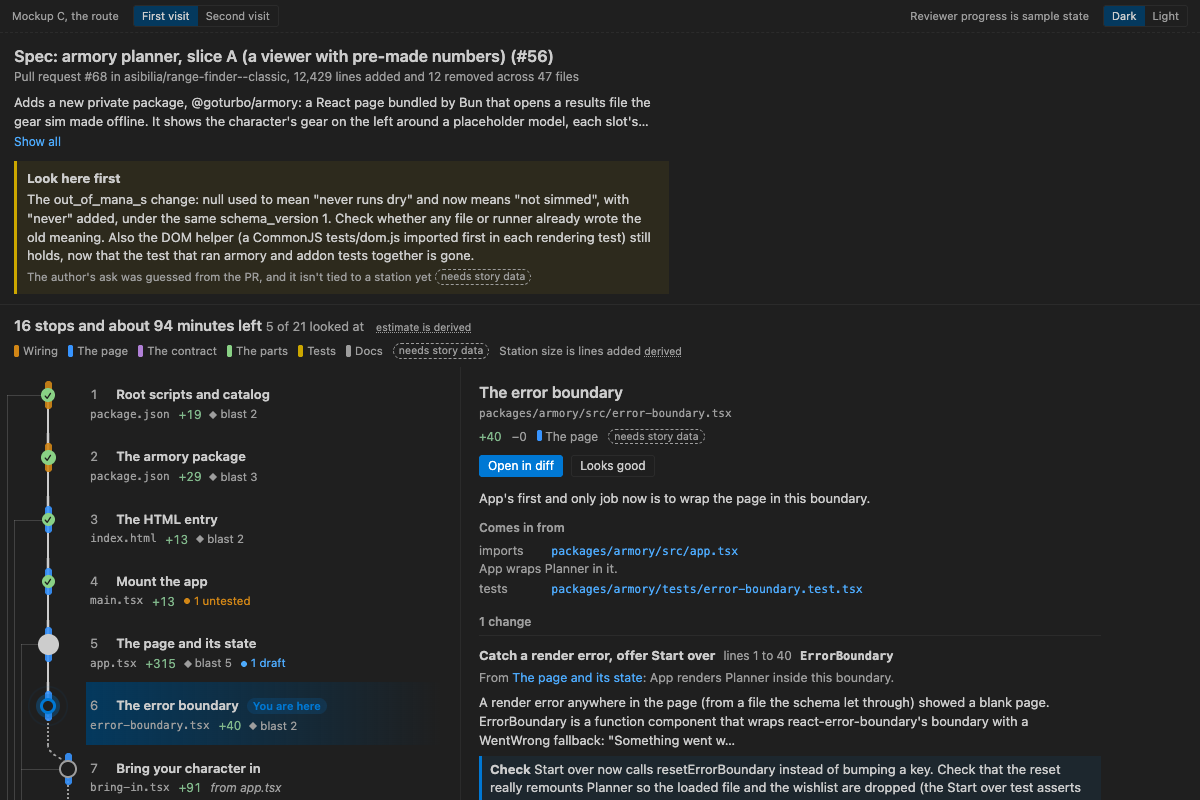 Mockup C, the route First visit Second visit Reviewer progress is sample state Dark Light
Spec: armory planner, slice A (a viewer with pre-made numbers) (#56)
Pull request #68 in asibilia/range-finder--classic, 12,429 lines added and 12 removed across 47 files
Adds a new private package, @goturbo/armory: a React page bundled by Bun that opens a results file the
gear sim made offline. It shows the character's gear on the left around a placeholder model, each slot's...
Show all
Look here first
The out_of_mana_s change: null used to mean "never runs dry" and now means "not simmed", with
"never" added, under the same schema_version 1. Check whether any file or runner already wrote the
old meaning. Also the DOM helper (a CommonJS tests/dom.js imported first in each rendering test) still
holds, now that the test that ran armory and addon tests together is gone.
The author's ask was guessed from the PR, and it isn't tied to a station yet needs story data
16 stops and about 94 minutes left 5 of 21 looked at estimate is derived
Wiring The page The contract The parts Tests Docs needs story data Station size is lines added derived
1 Root scripts and catalog
package.json +19 ◆ blast 2
2 The armory package
package.json +29 ◆ blast 3
3 The HTML entry
index.html +13 ◆ blast 2
4 Mount the app
main.tsx +13 ● 1 untested
5 The page and its state
app.tsx +315 ◆ blast 5 ● 1 draft
6 The error boundary You are here
error-boundary.tsx +40 ◆ blast 2
7 Bring your character in
bring-in.tsx +91 from app.tsx
The error boundary
packages/armory/src/error-boundary.tsx
+40 −0 The page needs story data
Open in diff Looks good
App's first and only job now is to wrap the page in this boundary.
Comes in from
imports packages/armory/src/app.tsx
App wraps Planner in it.
tests packages/armory/tests/error-boundary.test.tsx
1 change
Catch a render error, offer Start over lines 1 to 40 ErrorBoundary
From The page and its state: App renders Planner inside this boundary.
A render error anywhere in the page (from a file the schema let through) showed a blank page.
ErrorBoundary is a function component that wraps react-error-boundary's boundary with a
WentWrong fallback: "Something went w...
Check Start over now calls resetErrorBoundary instead of bumping a key. Check that the reset
really remounts Planner so the loaded file and the wishlist are dropped (the Start over test asserts